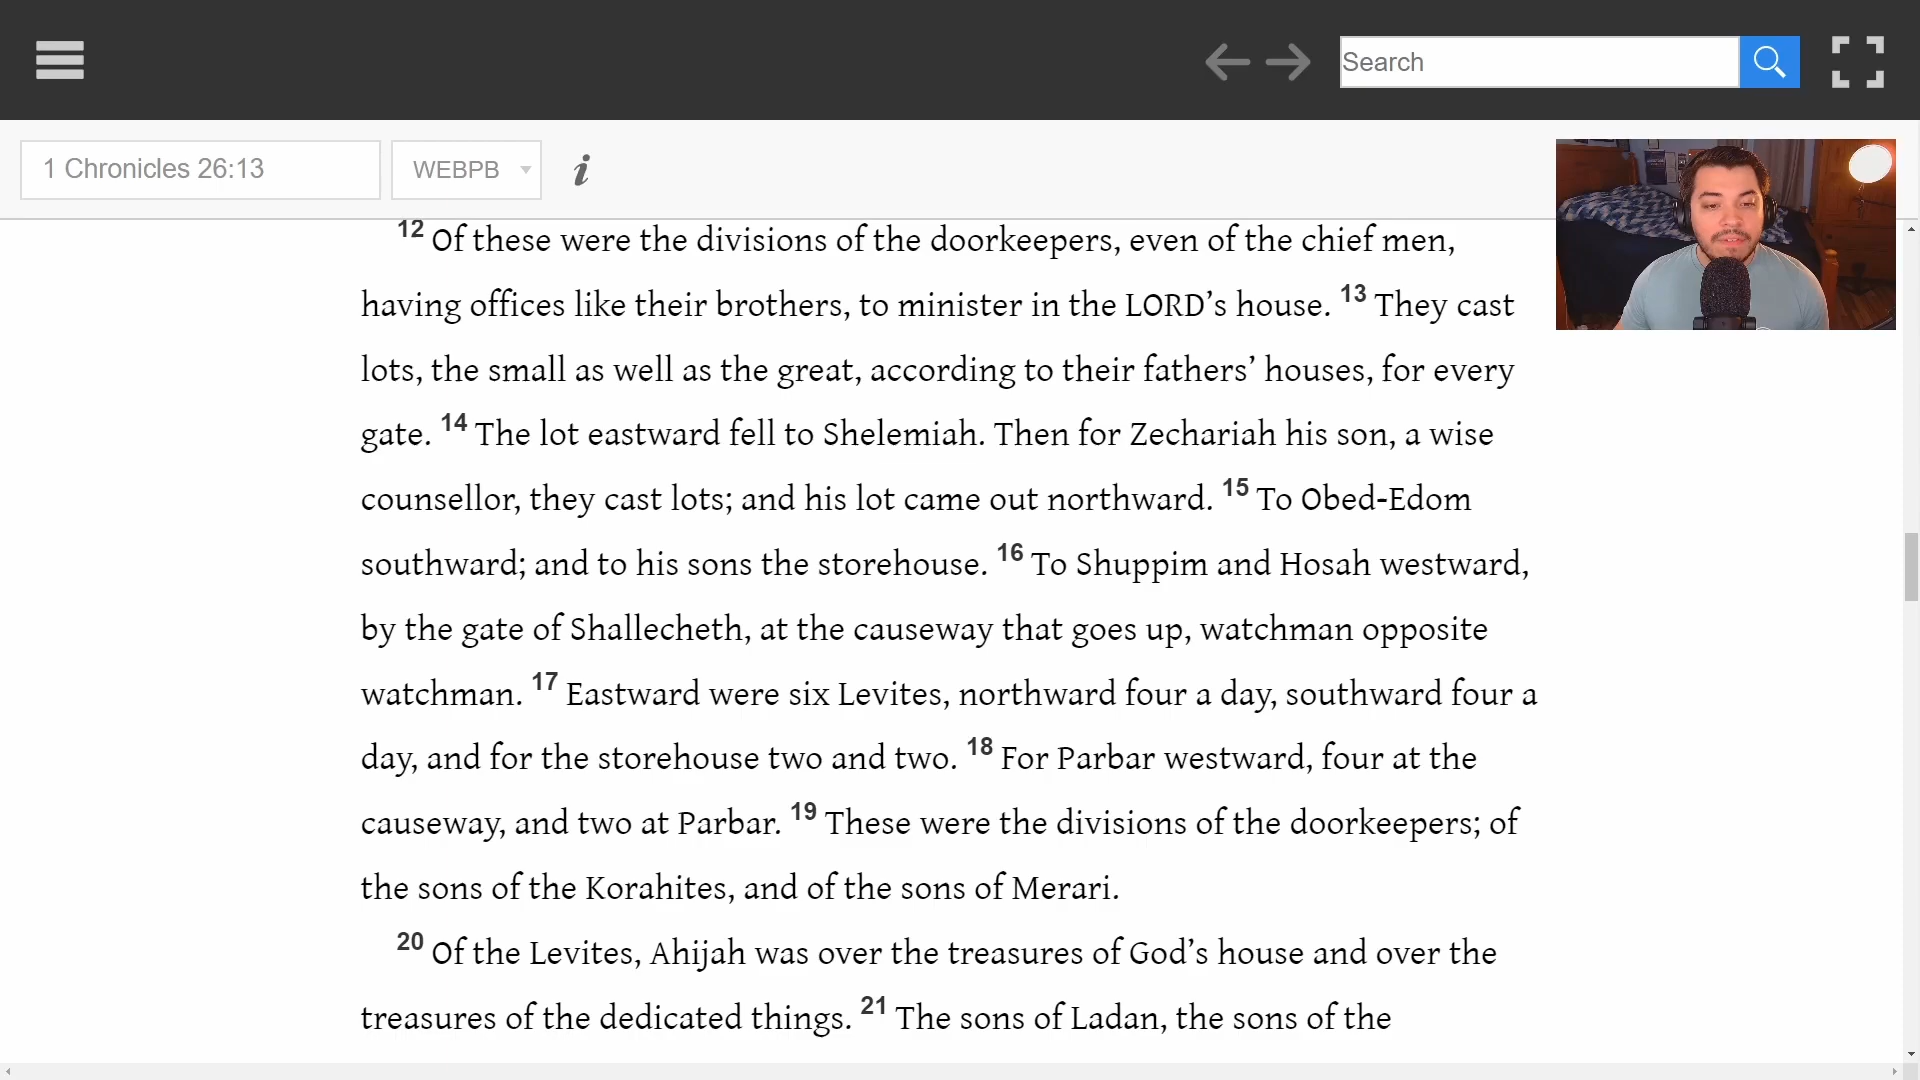 Search
1 Chronicles 26:13
WEBPB
i
12 Of these were the divisions of the doorkeepers, even of the chief men,
having offices like their brothers, to minister in the LORD’s house. 13 They cast
lots, the small as well as the great, according to their fathers’ houses, for every
gate. 14 The lot eastward fell to Shelemiah. Then for Zechariah his son, a wise
counsellor, they cast lots; and his lot came out northward. 15 To Obed-Edom
southward; and to his sons the storehouse. 16 To Shuppim and Hosah westward,
by the gate of Shallecheth, at the causeway that goes up, watchman opposite
watchman. 17 Eastward were six Levites, northward four a day, southward four a
day, and for the storehouse two and two. 18 For Parbar westward, four at the
causeway, and two at Parbar. 19 These were the divisions of the doorkeepers; of
the sons of the Korahites, and of the sons of Merari.
20 Of the Levites, Ahijah was over the treasures of God’s house and over the
treasures of the dedicated things. 21 The sons of Ladan, the sons of the